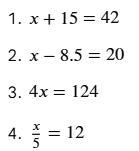 1. x + 15 = 42
2. x − 8.5 = 20
3. 4x = 124
4. x/5 = 12